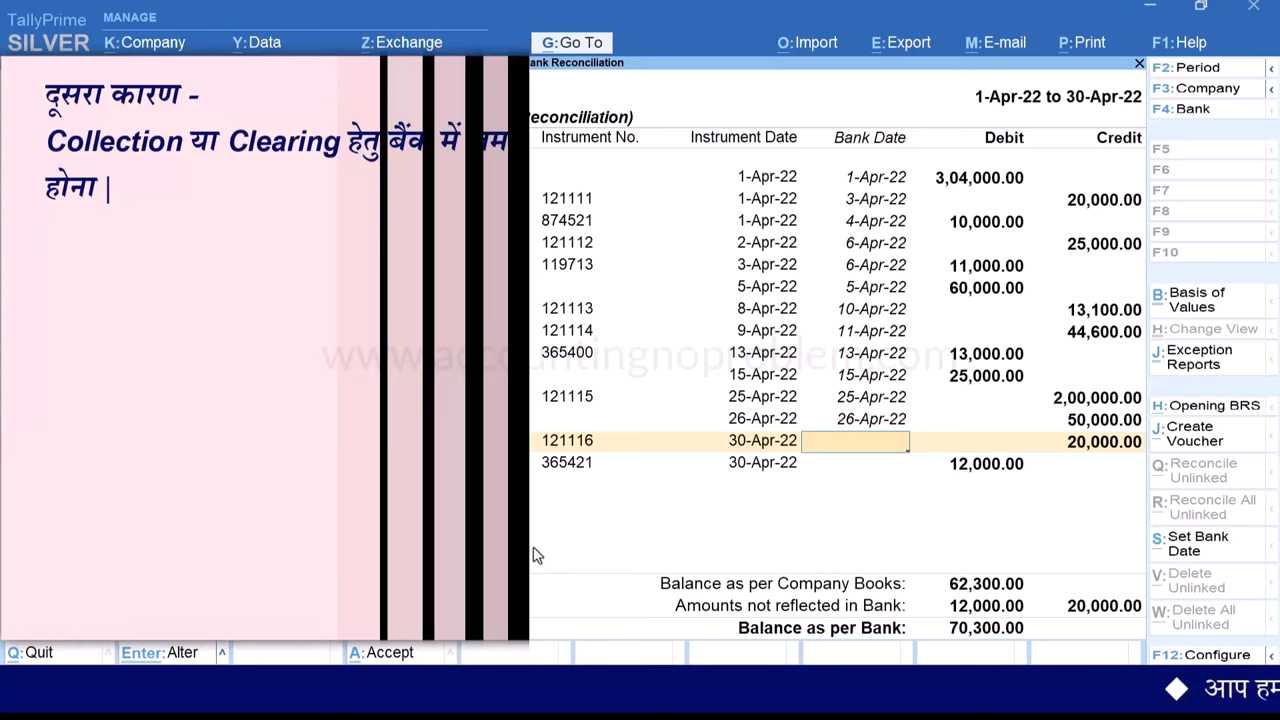 TallyPrime
MANAGE
SILVER
K:Company
Y:Data
Z:Exchange
G:Go To
O:Import
E:Export
M:E-mail
P:Print
F1:Help
दूसरा कारण -
Collection या Clearing हेतु बैंक में
होना |
ank Reconciliation
1-Apr-22 to 30-Apr-22
econciliation)
Instrument No. Instrument Date Bank Date Debit Credit
1-Apr-22 1-Apr-22 3,04,000.00
121111 1-Apr-22 3-Apr-22 20,000.00
874521 1-Apr-22 4-Apr-22 10,000.00
121112 2-Apr-22 6-Apr-22 25,000.00
119713 3-Apr-22 6-Apr-22 11,000.00
5-Apr-22 5-Apr-22 60,000.00
121113 8-Apr-22 10-Apr-22 13,100.00
121114 9-Apr-22 11-Apr-22 44,600.00
www.accountingnoproblem.com
365400 13-Apr-22 13-Apr-22 13,000.00
15-Apr-22 15-Apr-22 25,000.00
121115 25-Apr-22 25-Apr-22 2,00,000.00
26-Apr-22 26-Apr-22 50,000.00
121116 30-Apr-22 20,000.00
365421 30-Apr-22 12,000.00
Balance as per Company Books: 62,300.00
Amounts not reflected in Bank: 12,000.00 20,000.00
Balance as per Bank: 70,300.00
F2: Period
F3: Company
F4: Bank
F5
F6
F7
F8
F9
F10
B: Basis of
Values
H: Change View
J: Exception
Reports
H: Opening BRS
J: Create
Voucher
Q: Reconcile
Unlinked
R: Reconcile All
Unlinked
S: Set Bank
Date
V: Delete
Unlinked
W: Delete All
Unlinked
F12: Configure
Q:Quit
Enter:Alter
A:Accept
आप